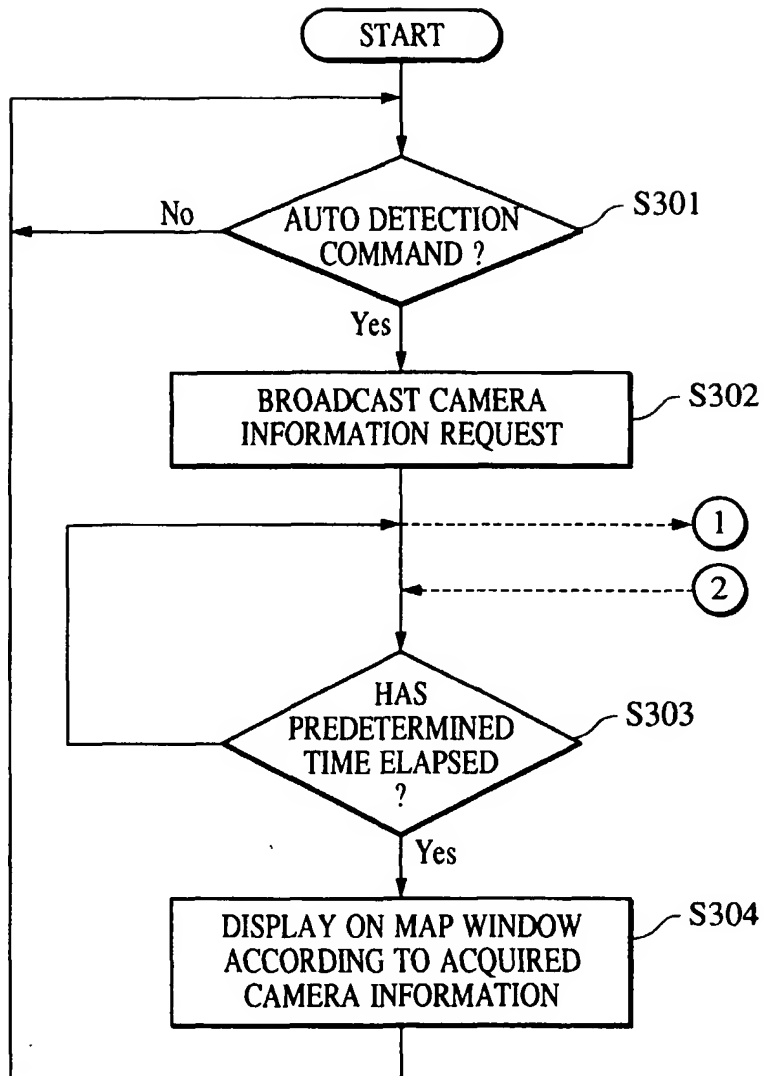 START
No
AUTO DETECTION
COMMAND ?
S301
Yes
BROADCAST CAMERA
INFORMATION REQUEST
S302
1
2
HAS
PREDETERMINED
TIME ELAPSED
?
S303
Yes
DISPLAY ON MAP WINDOW
ACCORDING TO ACQUIRED
CAMERA INFORMATION
S304